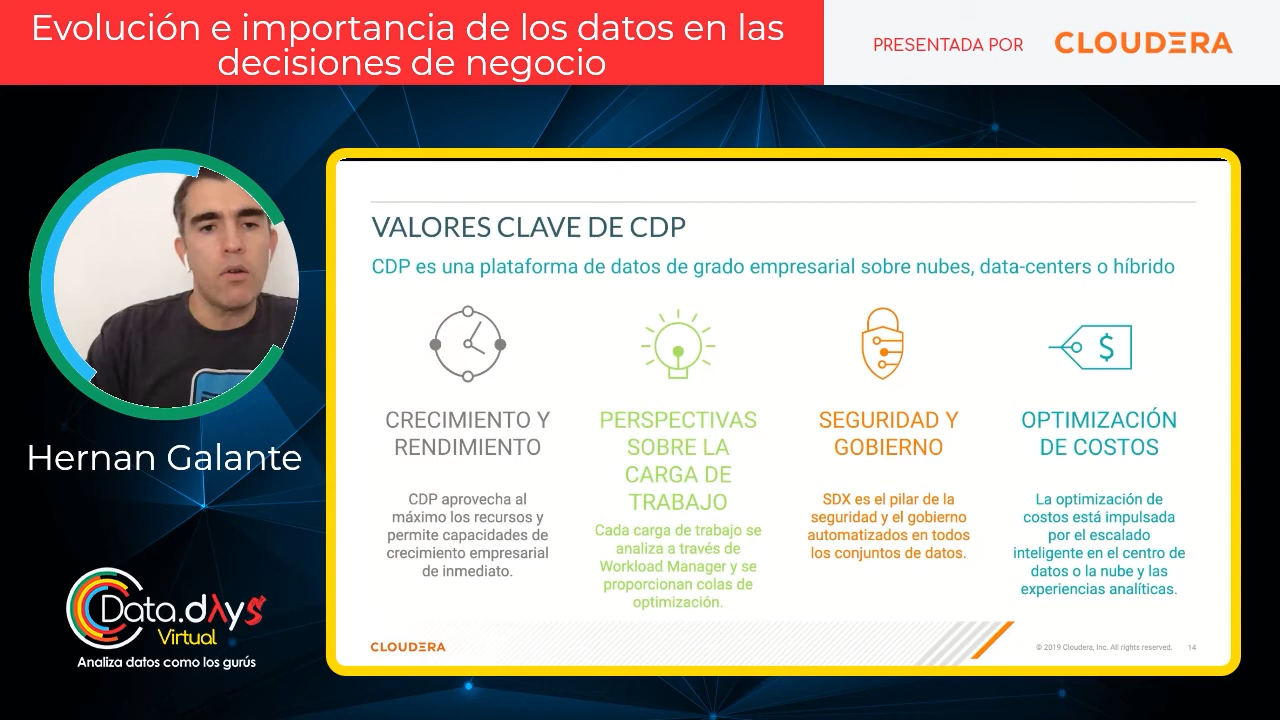 Evolución e importancia de los datos en las
decisiones de negocio
PRESENTADA POR
CLOUDERA
Hernan Galante
Data.dλys
Virtual
Analiza datos como los gurús
VALORES CLAVE DE CDP
CDP es una plataforma de datos de grado empresarial sobre nubes, data-centers o híbrido
CRECIMIENTO Y
RENDIMIENTO
CDP aprovecha al
máximo los recursos y
permite capacidades de
crecimiento empresarial
de inmediato.
PERSPECTIVAS
SOBRE LA
CARGA DE
TRABAJO
Cada carga de trabajo se
analiza a través de
Workload Manager y se
proporcionan colas de
optimización.
SEGURIDAD Y
GOBIERNO
SDX es el pilar de la
seguridad y el gobierno
automatizados en todos
los conjuntos de datos.
$
OPTIMIZACIÓN
DE COSTOS
La optimización de
costos está impulsada
por el escalado
inteligente en el centro de
datos o la nube y las
experiencias analíticas.
CLOUDERA
© 2019 Cloudera, Inc. All rights reserved. 14